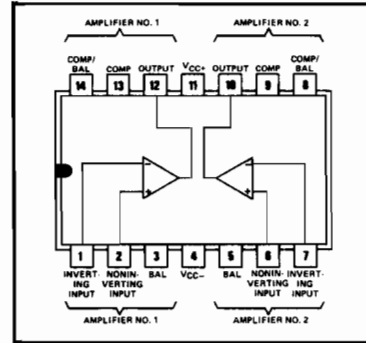 AMPLIFIER NO. 1 AMPLIFIER NO. 2
COMP/ COMP/
BAL COMP OUTPUT VCC+ OUTPUT COMP BAL
14 13 12 11 10 9 8
- -
+ +
1 2 3 4 5 6 7
INVERT- NONIN- BAL VCC- BAL NONIN- INVERT-
ING VERTING VERTING ING
INPUT INPUT INPUT INPUT
AMPLIFIER NO. 1 AMPLIFIER NO. 2